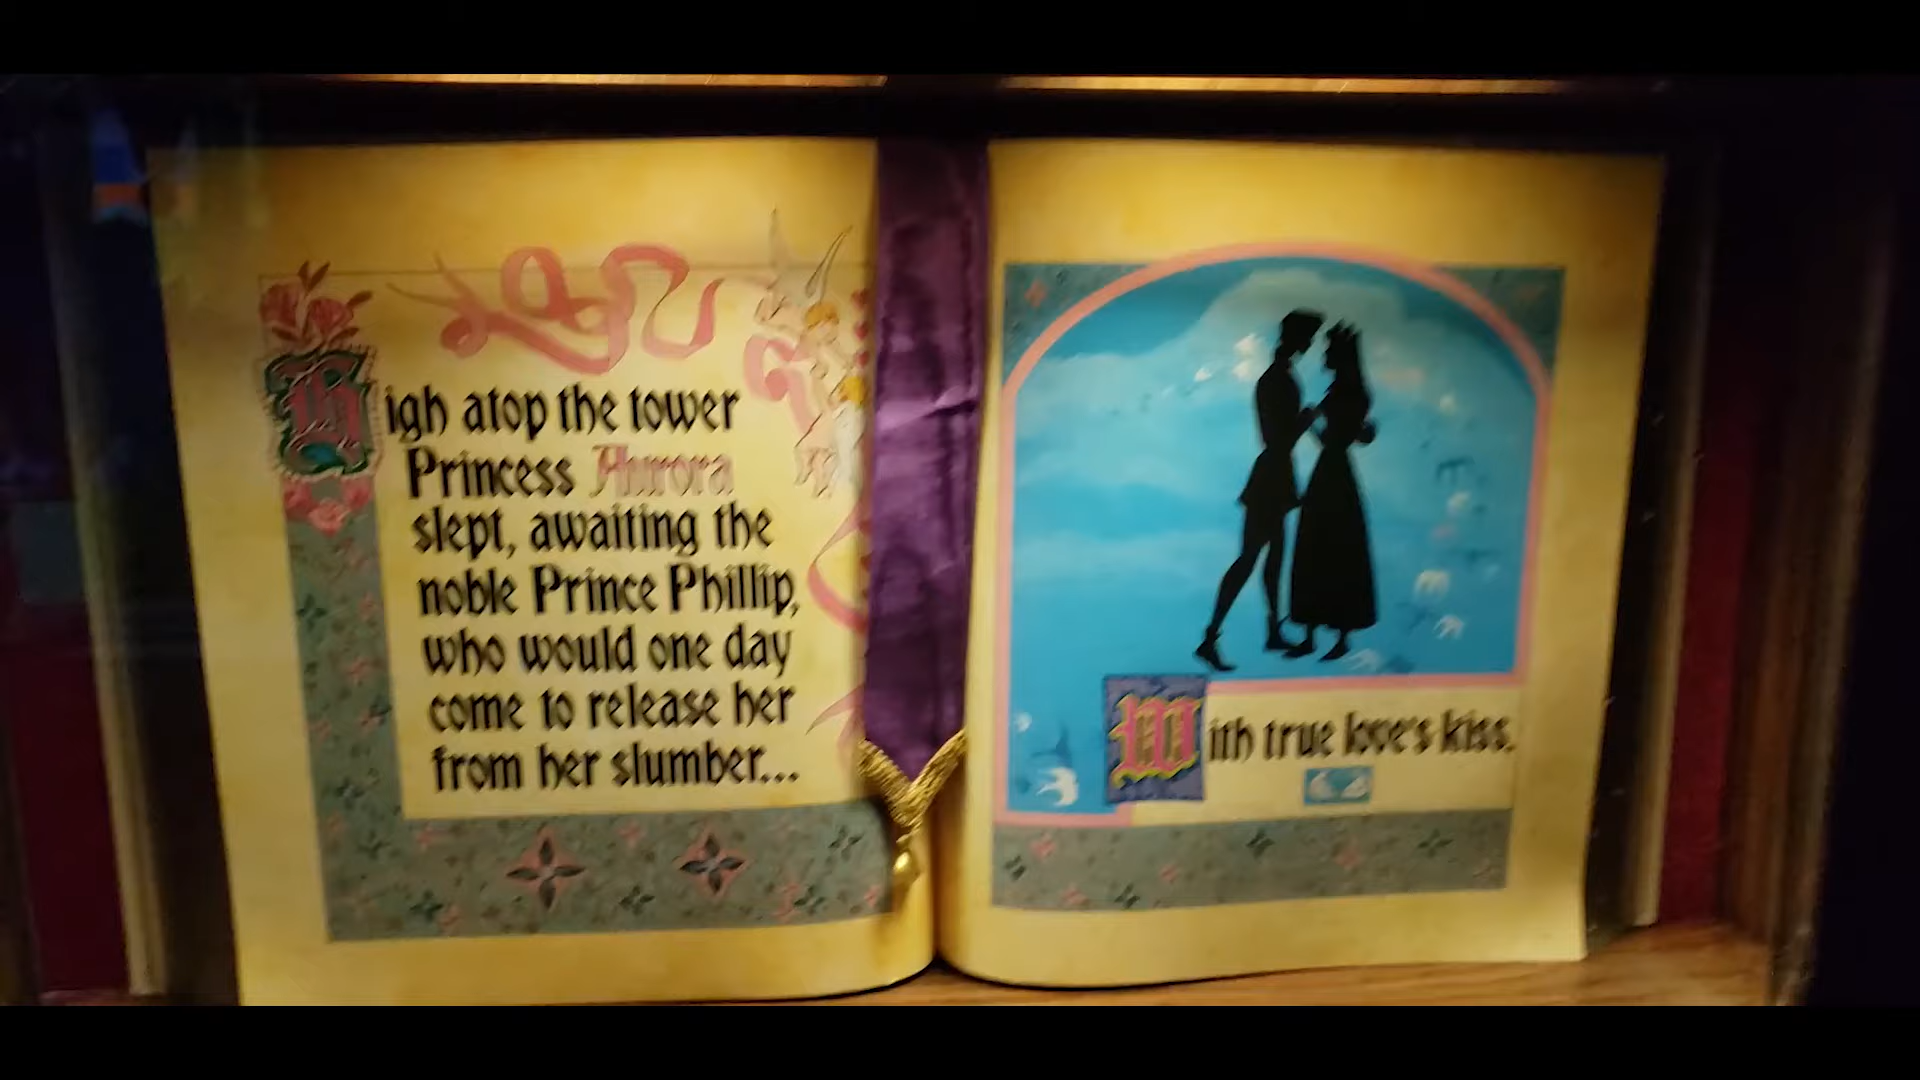 High atop the tower
Princess Aurora
slept, awaiting the
noble Prince Phillip,
who would one day
come to release her
from her slumber...
With true love's kiss.